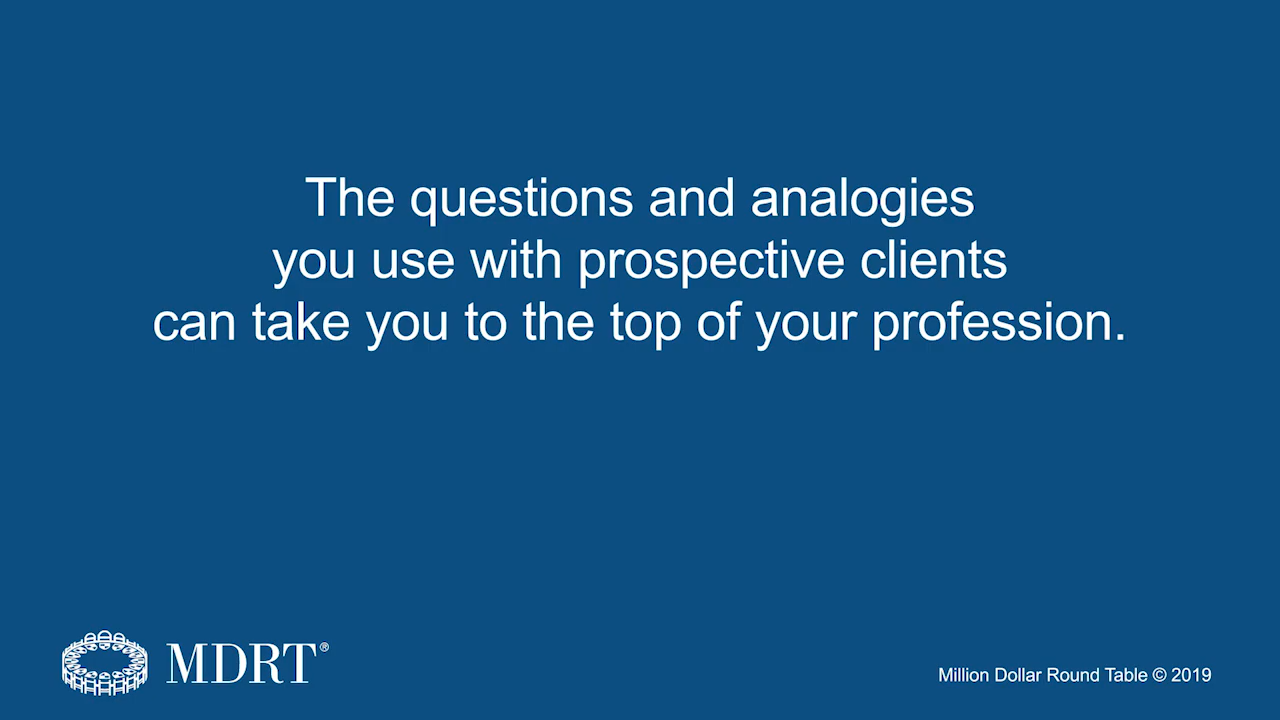 The questions and analogies
you use with prospective clients
can take you to the top of your profession.
MDRT®
Million Dollar Round Table © 2019